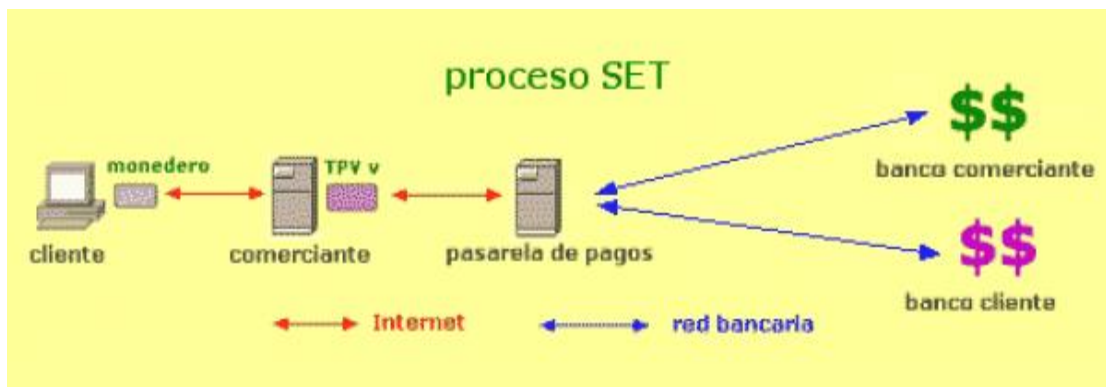 proceso SET
$$
banco comerciante
monedero
TPV v
cliente
comerciante
pasarela de pagos
$$
banco cliente
Internet
red bancaria